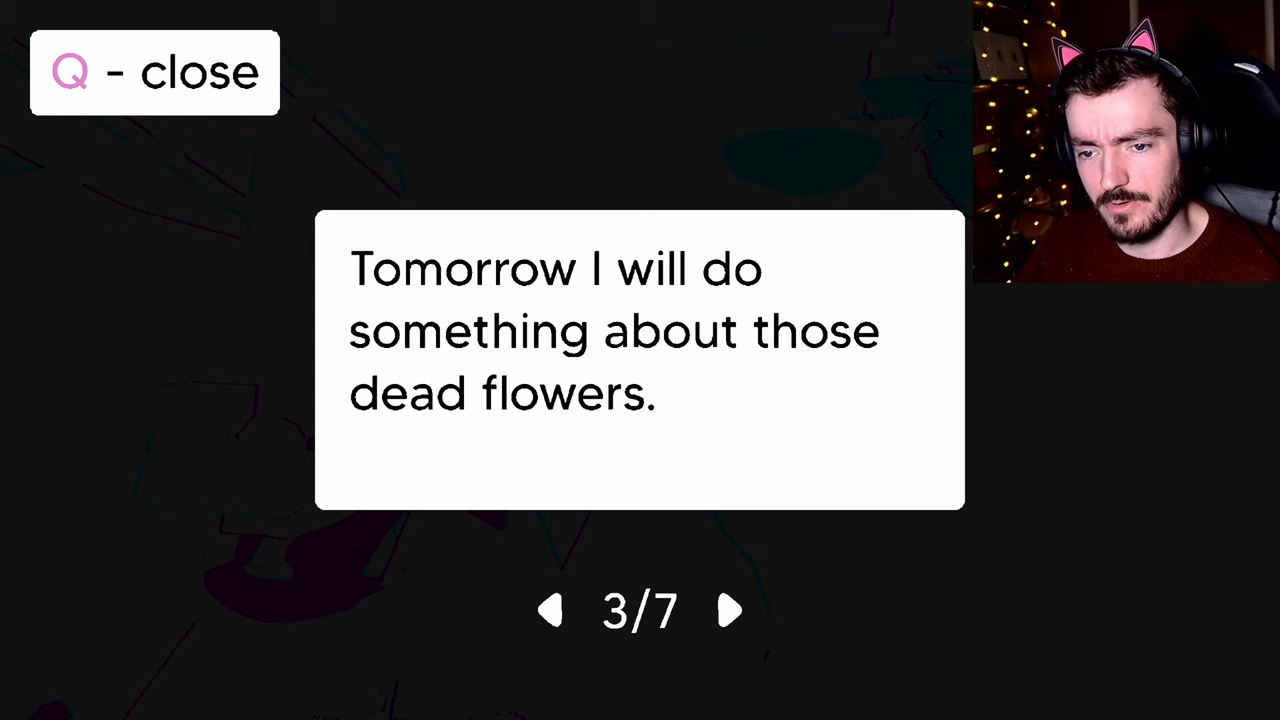 Q - close
Tomorrow I will do
something about those
dead flowers.
3/7